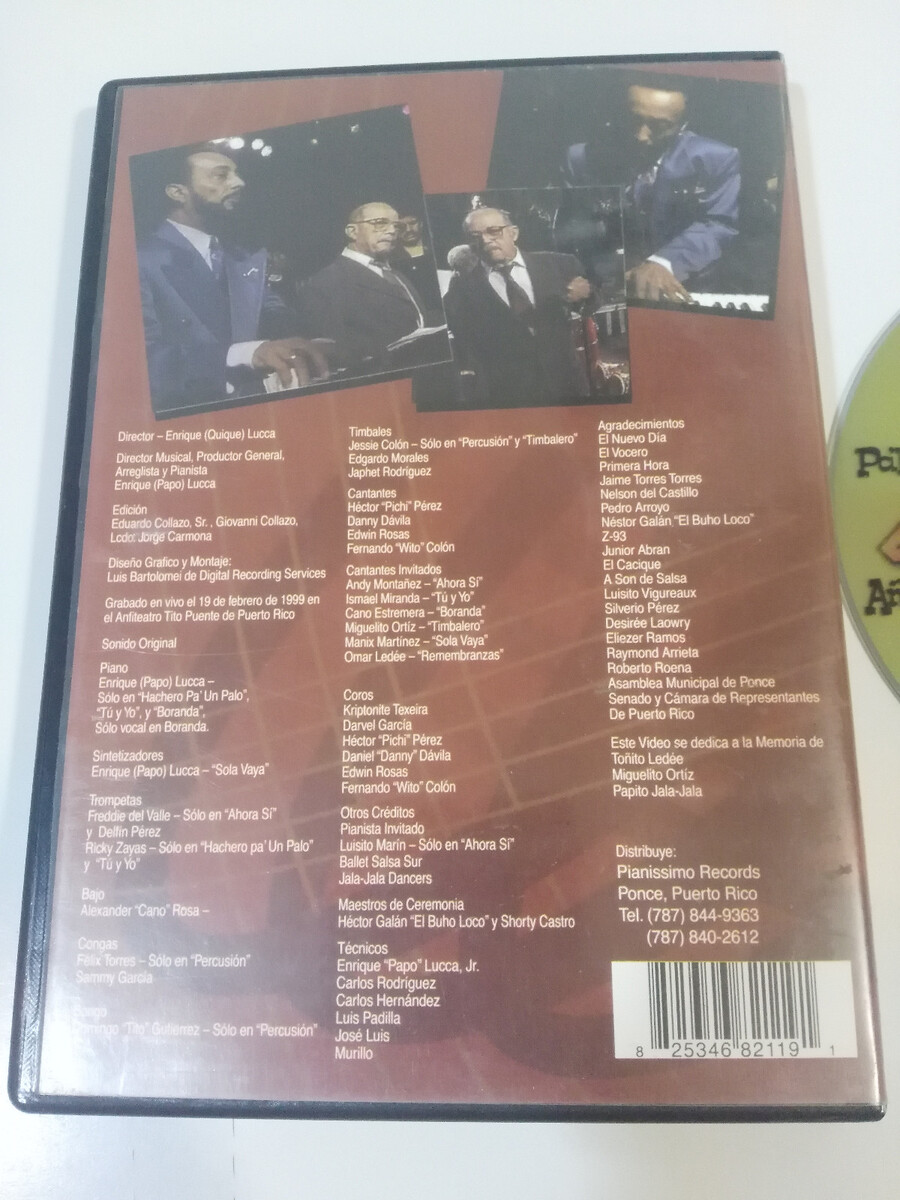 Director – Enrique (Quique) Lucca
Director Musical, Productor General,
Arreglista y Pianista
Enrique (Papo) Lucca
Edición
Eduardo Collazo, Sr., Giovanni Collazo,
Lcdo. Jorge Carmona
Diseño Grafico y Montaje:
Luis Bartolomei de Digital Recording Services
Grabado en vivo el 19 de febrero de 1999 en
el Anfiteatro Tito Puente de Puerto Rico
Sonido Original
Piano
Enrique (Papo) Lucca –
Sólo en "Hachero Pa' Un Palo",
"Tú y Yo", y "Boranda",
Sólo vocal en Boranda.
Sintetizadores
Enrique (Papo) Lucca – "Sola Vaya"
Trompetas
Freddie del Valle – Sólo en "Ahora Sí"
y Delfín Pérez
Ricky Zayas – Sólo en "Hachero pa' Un Palo"
y "Tú y Yo"
Bajo
Alexander "Cano" Rosa –
Congas
Félix Torres – Sólo en "Percusión"
Sammy García
Bongo
Domingo "Tito" Gutiérrez – Sólo en "Percusión"
Timbales
Jessie Colón – Sólo en "Percusión" y "Timbalero"
Edgardo Morales
Japhet Rodríguez
Cantantes
Héctor "Pichi" Pérez
Danny Dávila
Edwin Rosas
Fernando "Wito" Colón
Cantantes Invitados
Andy Montañez – "Ahora Sí"
Ismael Miranda – "Tú y Yo"
Cano Estremera – "Boranda"
Miguelito Ortíz – "Timbalero"
Manix Martínez – "Sola Vaya"
Omar Ledée – "Remembranzas"
Coros
Kriptonite Texeira
Darvel García
Héctor "Pichi" Pérez
Daniel "Danny" Dávila
Edwin Rosas
Fernando "Wito" Colón
Otros Créditos
Pianista Invitado
Luisito Marín – Sólo en "Ahora Sí"
Ballet Salsa Sur
Jala-Jala Dancers
Maestros de Ceremonia
Héctor Galán "El Buho Loco" y Shorty Castro
Técnicos
Enrique "Papo" Lucca, Jr.
Carlos Rodríguez
Carlos Hernández
Luis Padilla
José Luis
Murillo
Agradecimientos
El Nuevo Día
El Vocero
Primera Hora
Jaime Torres Torres
Nelson del Castillo
Pedro Arroyo
Néstor Galán "El Buho Loco"
Z-93
Junior Abran
El Cacique
A Son de Salsa
Luisito Vigureaux
Silverio Pérez
Desirée Laowry
Eliezer Ramos
Raymond Arrieta
Roberto Roena
Asamblea Municipal de Ponce
Senado y Cámara de Representantes
De Puerto Rico
Este Video se dedica a la Memoria de
Toñito Ledée
Miguelito Ortíz
Papito Jala-Jala
Distribuye:
Pianissimo Records
Ponce, Puerto Rico
Tel. (787) 844-9363
(787) 840-2612
8 25346 82119 1